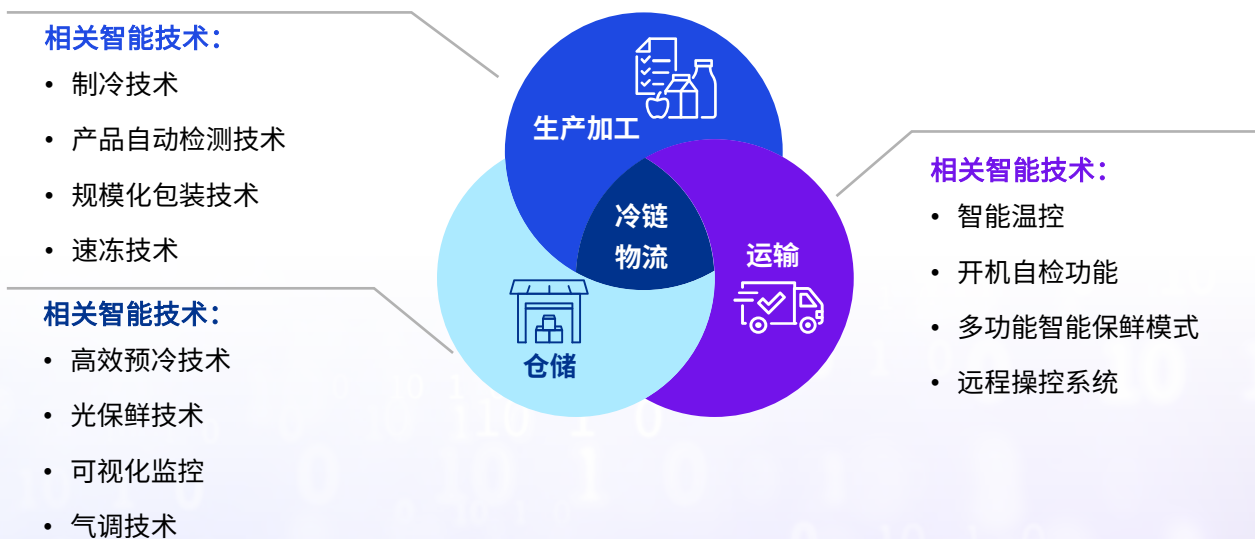 相关智能技术：
• 制冷技术
• 产品自动检测技术
• 规模化包装技术
• 速冻技术
相关智能技术：
• 高效预冷技术
• 光保鲜技术
• 可视化监控
• 气调技术
生产加工
冷链
物流
运输
仓储
相关智能技术：
• 智能温控
• 开机自检功能
• 多功能智能保鲜模式
• 远程操控系统